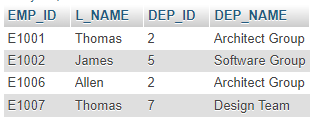 EMP_ID L_NAME DEP_ID DEP_NAME
E1001 Thomas 2 Architect Group
E1002 James 5 Software Group
E1006 Allen 2 Architect Group
E1007 Thomas 7 Design Team